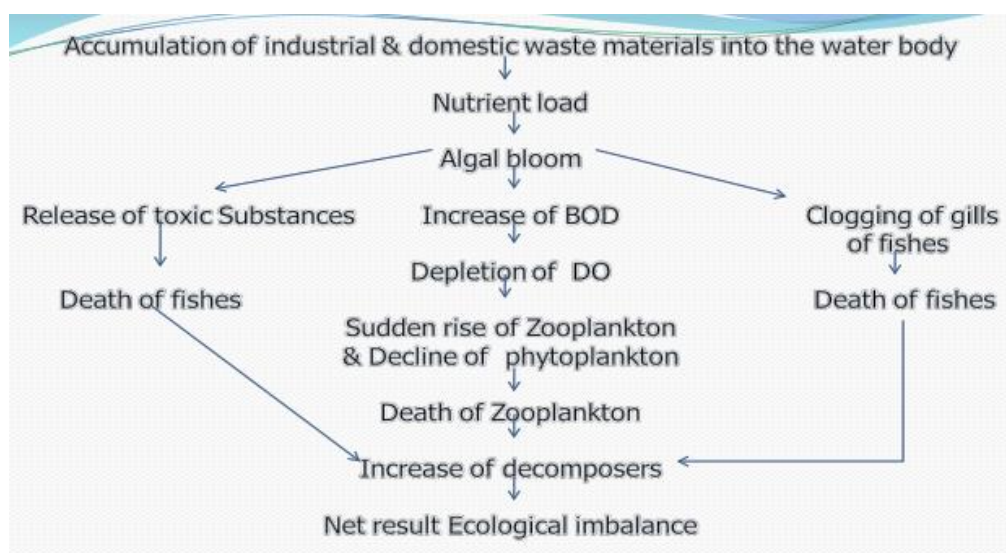 Accumulation of industrial & domestic waste materials into the water body
Nutrient load
Algal bloom
Release of toxic Substances
Increase of BOD
Clogging of gills
of fishes
Depletion of DO
Death of fishes
Death of fishes
Sudden rise of Zooplankton
& Decline of phytoplankton
Death of Zooplankton
Increase of decomposers
Net result Ecological imbalance